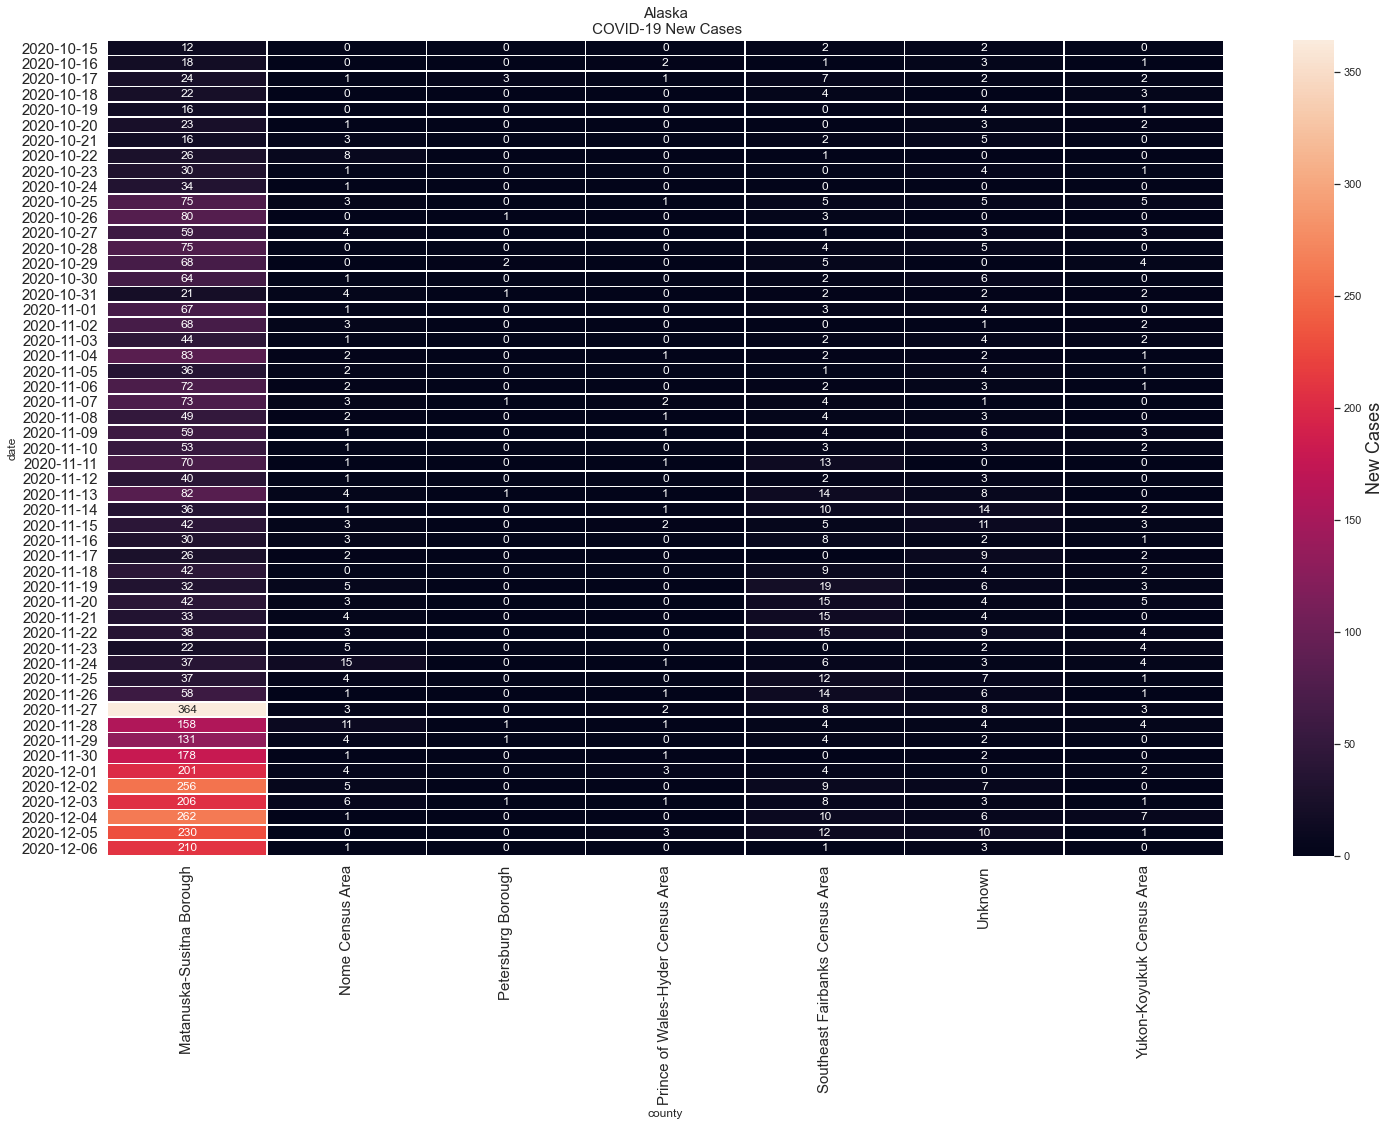 Alaska
COVID-19 New Cases
2020-10-15 12 0 0 0 2 2 0
2020-10-16 18 0 0 2 1 3 1
2020-10-17 24 1 3 1 7 2 2
2020-10-18 22 0 0 0 4 0 3
2020-10-19 16 0 0 0 0 4 1
2020-10-20 23 1 0 0 0 3 2
2020-10-21 16 3 0 0 2 5 0
2020-10-22 26 8 0 0 1 0 0
2020-10-23 30 1 0 0 0 4 1
2020-10-24 34 1 0 0 0 0 0
2020-10-25 75 3 0 1 5 5 5
2020-10-26 80 0 1 0 3 0 0
2020-10-27 59 4 0 0 1 3 3
2020-10-28 75 0 0 0 4 5 0
2020-10-29 68 0 2 0 5 0 4
2020-10-30 64 1 0 0 2 6 0
2020-10-31 21 4 1 0 2 2 2
2020-11-01 67 1 0 0 3 4 0
2020-11-02 68 3 0 0 0 1 2
2020-11-03 44 1 0 0 2 4 2
2020-11-04 83 2 0 1 2 2 1
2020-11-05 36 2 0 0 1 4 1
2020-11-06 72 2 0 0 2 3 1
2020-11-07 73 3 1 2 4 1 0
2020-11-08 49 2 0 1 4 3 0
2020-11-09 59 1 0 1 4 6 3
2020-11-10 53 1 0 0 3 3 2
2020-11-11 70 1 0 1 13 0 0
2020-11-12 40 1 0 0 2 3 0
2020-11-13 82 4 1 1 14 8 0
2020-11-14 36 1 0 1 10 14 2
2020-11-15 42 3 0 2 5 11 3
2020-11-16 30 3 0 0 8 2 1
2020-11-17 26 2 0 0 0 9 2
2020-11-18 42 0 0 0 9 4 2
2020-11-19 32 5 0 0 19 6 3
2020-11-20 42 3 0 0 15 4 5
2020-11-21 33 4 0 0 15 4 0
2020-11-22 38 3 0 0 15 9 4
2020-11-23 22 5 0 0 0 2 4
2020-11-24 37 15 0 1 6 3 4
2020-11-25 37 4 0 0 12 7 1
2020-11-26 58 1 0 1 14 6 1
2020-11-27 364 3 0 2 8 8 3
2020-11-28 158 11 1 1 4 4 4
2020-11-29 131 4 1 0 4 2 0
2020-11-30 178 1 0 1 0 2 0
2020-12-01 201 4 0 3 4 0 2
2020-12-02 256 5 0 0 9 7 0
2020-12-03 206 6 1 1 8 3 1
2020-12-04 262 1 0 0 10 6 7
2020-12-05 230 0 0 3 12 10 1
2020-12-06 210 1 0 0 1 3 0
date
Matanuska-Susitna Borough
Nome Census Area
Petersburg Borough
Prince of Wales-Hyder Census Area
Southeast Fairbanks Census Area
Unknown
Yukon-Koyukuk Census Area
county
350
300
250
200
150
100
50
0
New Cases